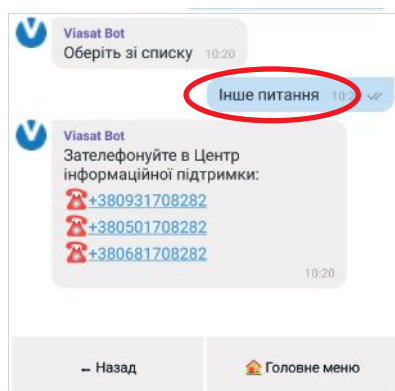 Viasat Bot
Оберіть зі списку 10:20
Інше питання
Viasat Bot
Зателефонуйте в Центр
інформаційної підтримки:
☎+380931708282
☎+380501708282
☎+380681708282
10:20
← Назад
🏠 Головне меню